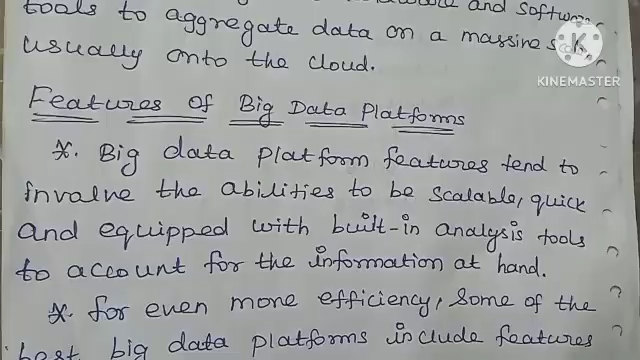 and software
tools to aggregate data on a massive
usually onto the cloud.
KINEMASTER
Features of Big Data Platforms
*. Big data platform features tend to
involve the abilities to be scalable, quick
and equipped with built-in analysis tools
to account for the information at hand.
*. for even more efficiency, some of the
best big data platforms include features